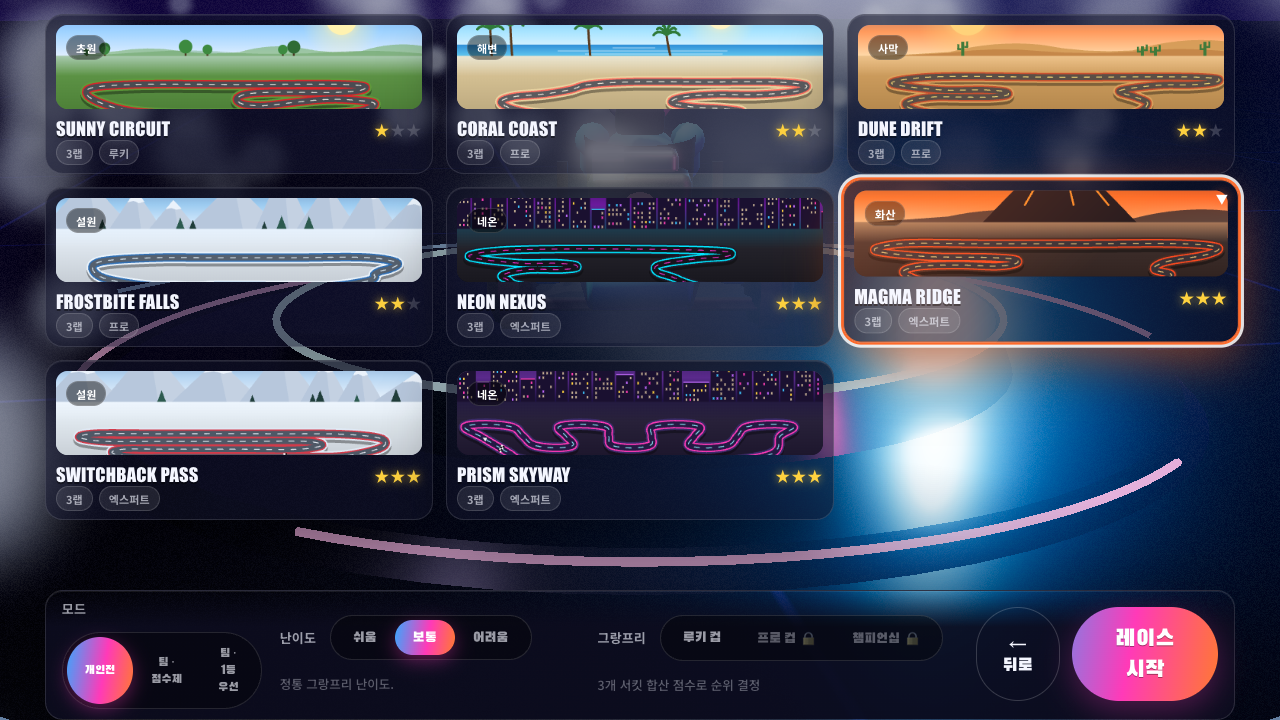 초원
SUNNY CIRCUIT
3랩
루키
해변
CORAL COAST
3랩
프로
사막
DUNE DRIFT
3랩
프로
설원
FROSTBITE FALLS
3랩
프로
네온
NEON NEXUS
3랩
엑스퍼트
화산
MAGMA RIDGE
3랩
엑스퍼트
설원
SWITCHBACK PASS
3랩
엑스퍼트
네온
PRISM SKYWAY
3랩
엑스퍼트
모드
개인전
팀 ·
점수제
팀 ·
1등
우선
난이도
쉬움
보통
어려움
정통 그랑프리 난이도.
그랑프리
루키 컵
프로 컵
챔피언십
3개 서킷 합산 점수로 순위 결정
←
뒤로
레이스
시작